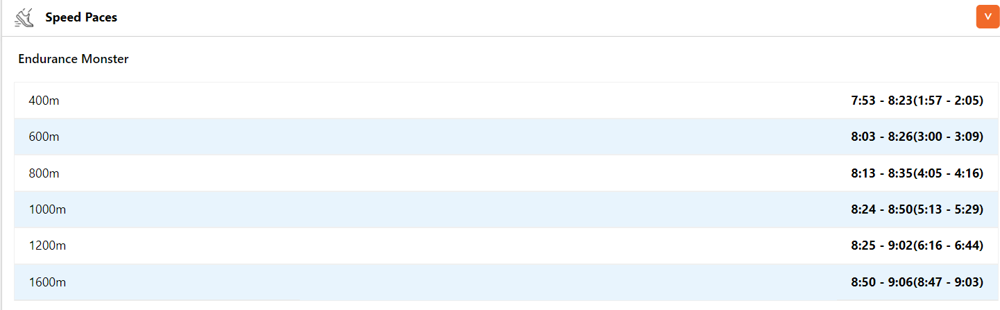 Speed Paces
v
Endurance Monster
400m 7:53 - 8:23(1:57 - 2:05)
600m 8:03 - 8:26(3:00 - 3:09)
800m 8:13 - 8:35(4:05 - 4:16)
1000m 8:24 - 8:50(5:13 - 5:29)
1200m 8:25 - 9:02(6:16 - 6:44)
1600m 8:50 - 9:06(8:47 - 9:03)